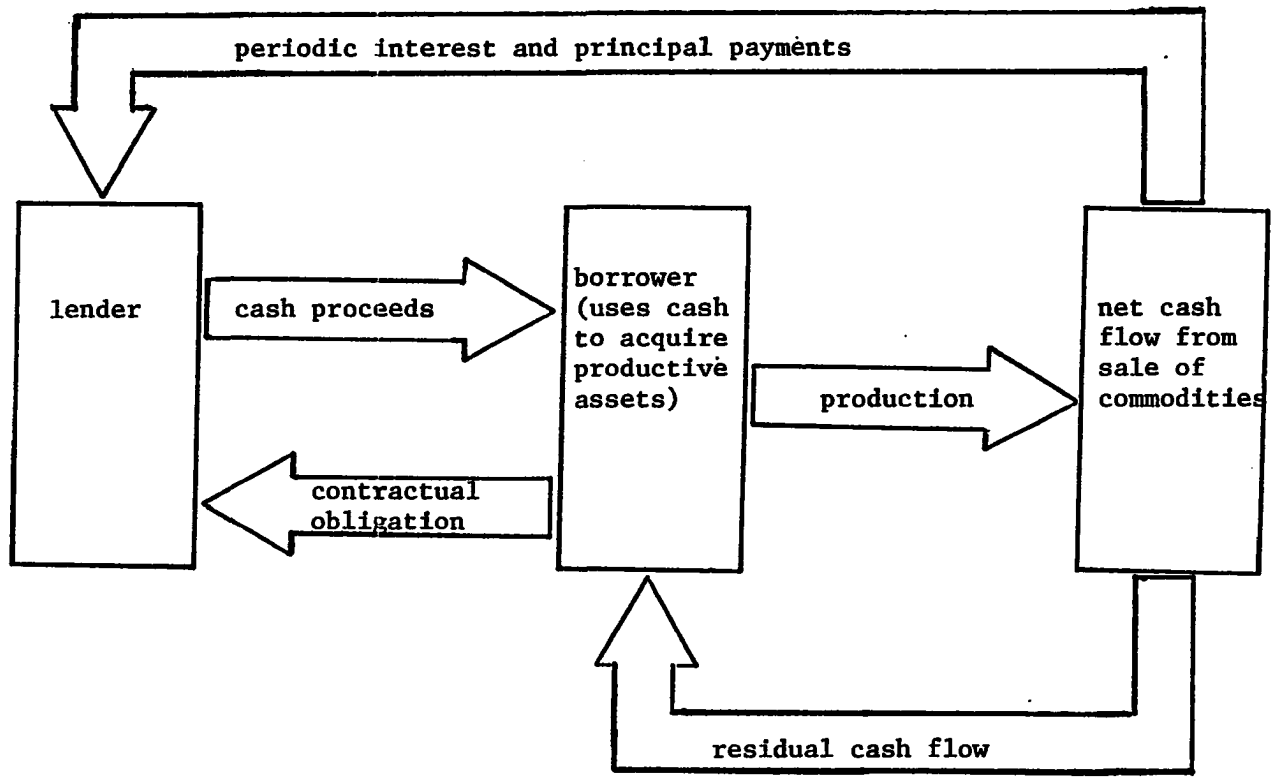 periodic interest and principal payments
lender
cash proceeds
contractual
obligation
borrower
(uses cash
to acquire
productive
assets)
production
net cash
flow from
sale of
commodities
residual cash flow